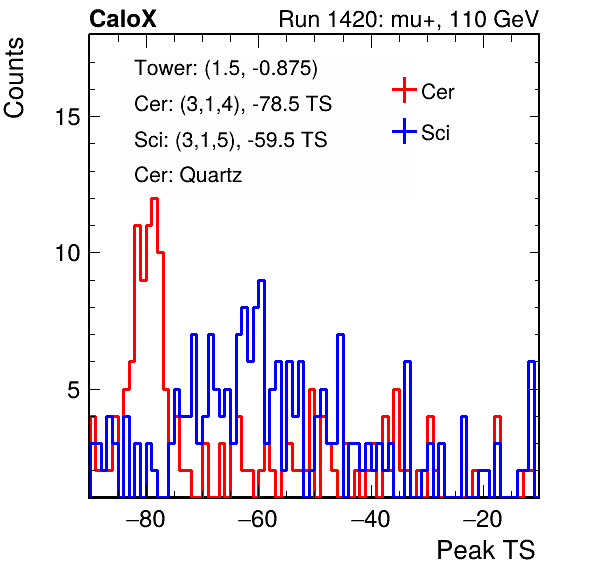 CaloX Run 1420: mu+, 110 GeV
Counts
Tower: (1.5, -0.875)
Cer: (3,1,4), -78.5 TS
Sci: (3,1,5), -59.5 TS
Cer: Quartz
Cer
Sci
15
10
5
−80 −60 −40 −20
Peak TS